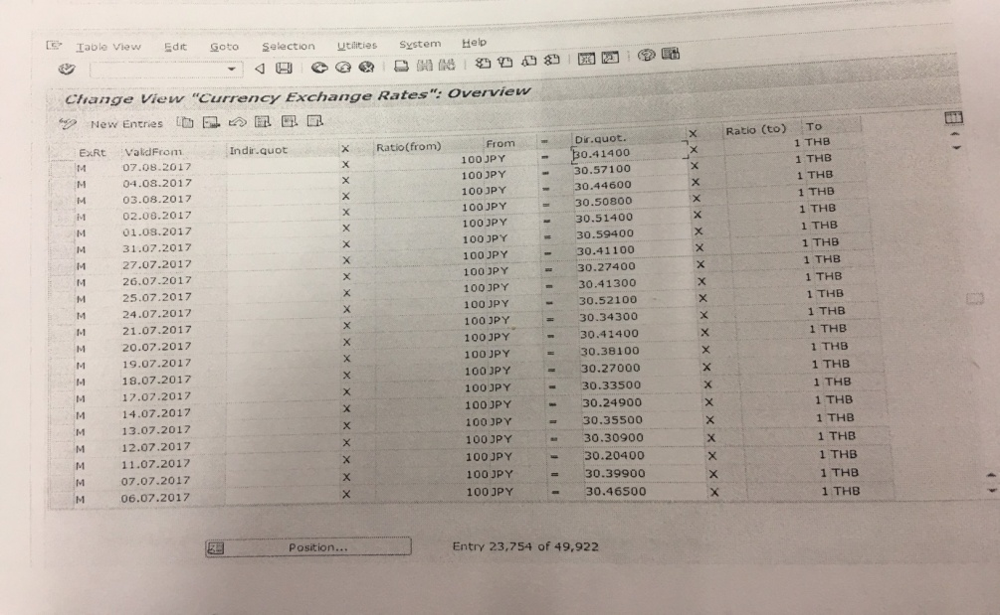 Table View Edit Goto Selection Utilities System Help
Change View "Currency Exchange Rates": Overview
New Entries
ExRt ValidFrom Indir.quot X Ratio(from) From = Dir.quot. X Ratio (to) To
M 07.08.2017 X 100 JPY = 30.41400 X 1 THB
M 04.08.2017 X 100 JPY = 30.57100 X 1 THB
M 03.08.2017 X 100 JPY = 30.44600 X 1 THB
M 02.08.2017 X 100 JPY = 30.50800 X 1 THB
M 01.08.2017 X 100 JPY = 30.51400 X 1 THB
M 31.07.2017 X 100 JPY = 30.59400 X 1 THB
M 27.07.2017 X 100 JPY = 30.41100 X 1 THB
M 26.07.2017 X 100 JPY = 30.27400 X 1 THB
M 25.07.2017 X 100 JPY = 30.41300 X 1 THB
M 24.07.2017 X 100 JPY = 30.52100 X 1 THB
M 21.07.2017 X 100 JPY = 30.34300 X 1 THB
M 20.07.2017 X 100 JPY = 30.41400 X 1 THB
M 19.07.2017 X 100 JPY = 30.38100 X 1 THB
M 18.07.2017 X 100 JPY = 30.27000 X 1 THB
M 17.07.2017 X 100 JPY = 30.33500 X 1 THB
M 14.07.2017 X 100 JPY = 30.24900 X 1 THB
M 13.07.2017 X 100 JPY = 30.35500 X 1 THB
M 12.07.2017 X 100 JPY = 30.30900 X 1 THB
M 11.07.2017 X 100 JPY = 30.20400 X 1 THB
M 07.07.2017 X 100 JPY = 30.39900 X 1 THB
M 06.07.2017 X 100 JPY = 30.46500 X 1 THB
Position... Entry 23,754 of 49,922